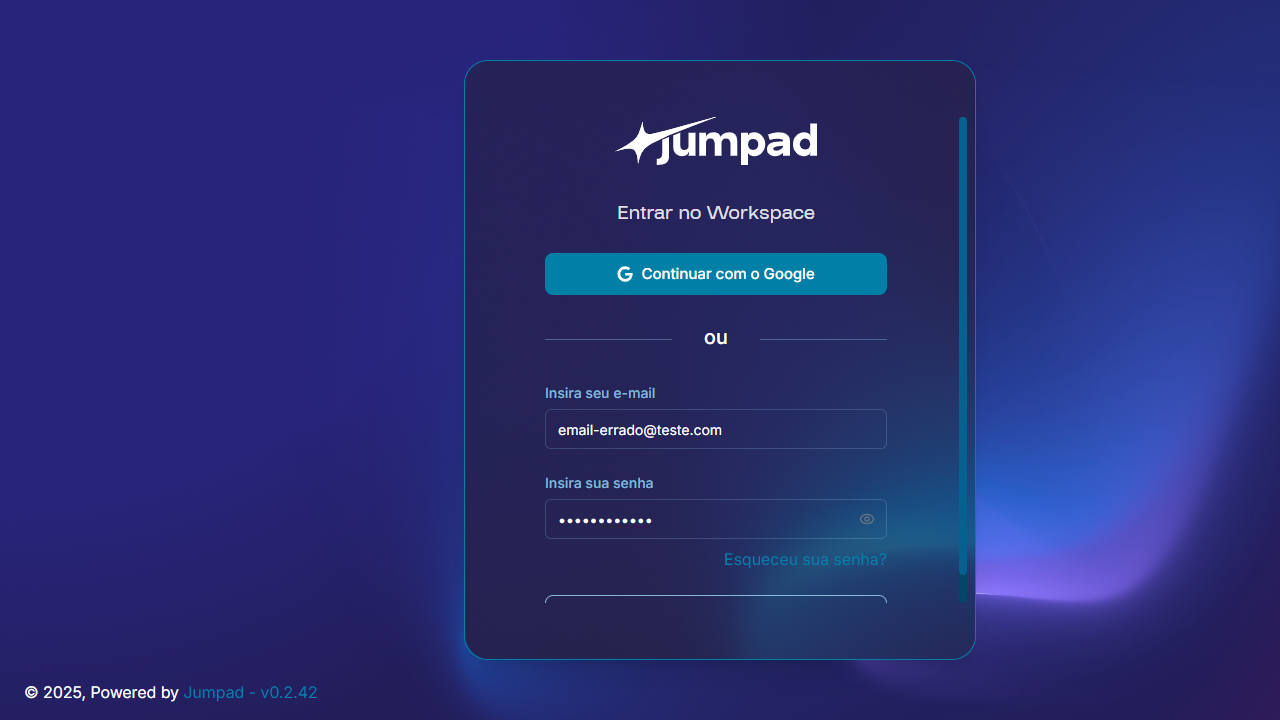 jumpad
Entrar no Workspace
Continuar com o Google
ou
Insira seu e-mail
email-errado@teste.com
Insira sua senha
••••••••••••
Esqueceu sua senha?
© 2025, Powered by Jumpad - v0.2.42